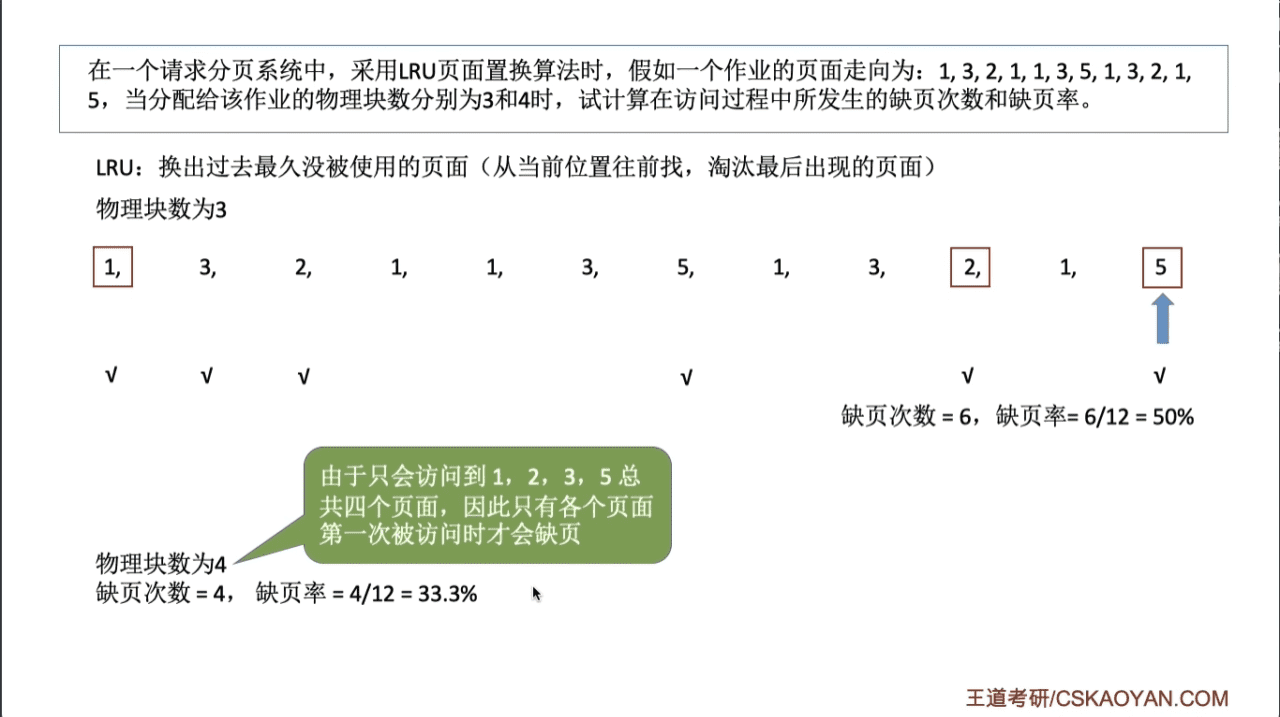 在一个请求分页系统中，采用LRU页面置换算法时，假如一个作业的页面走向为：1, 3, 2, 1, 1, 3, 5, 1, 3, 2, 1,
5，当分配给该作业的物理块数分别为3和4时，试计算在访问过程中所发生的缺页次数和缺页率。
LRU：换出过去最久没被使用的页面（从当前位置往前找，淘汰最后出现的页面）
物理块数为3
1, 3, 2, 1, 1, 3, 5, 1, 3, 2, 1, 5
√ √ √ √ √ √
缺页次数 = 6，缺页率= 6/12 = 50%
由于只会访问到 1，2，3，5 总
共四个页面，因此只有各个页面
第一次被访问时才会缺页
物理块数为4
缺页次数 = 4， 缺页率 = 4/12 = 33.3%
王道考研/CSKAOYAN.COM